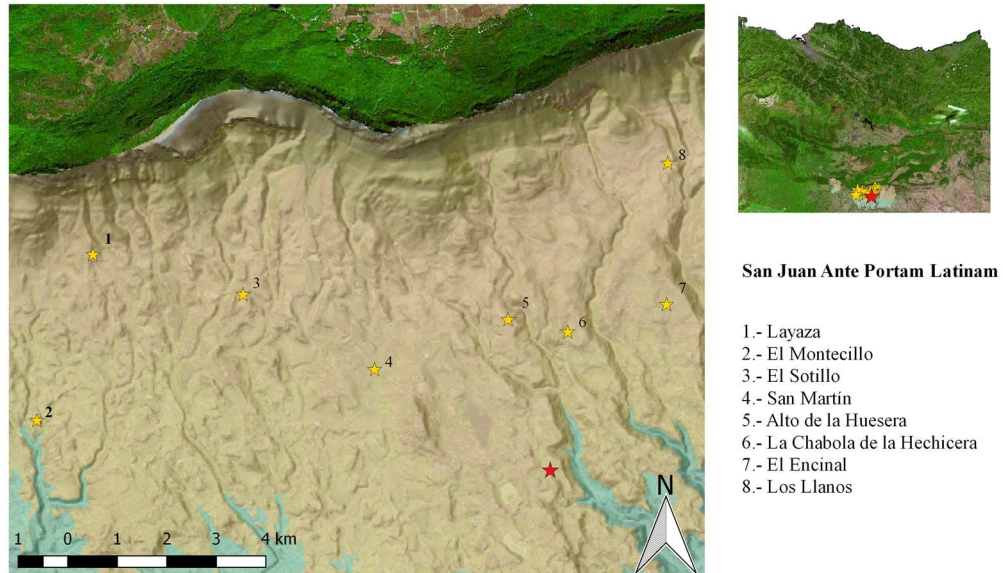 8
1
3
7
5
6
4
2
N
1 0 1 2 3 4 km
San Juan Ante Portam Latinam
1.- Layaza
2.- El Montecillo
3.- El Sotillo
4.- San Martín
5.- Alto de la Huesera
6.- La Chabola de la Hechicera
7.- El Encinal
8.- Los Llanos